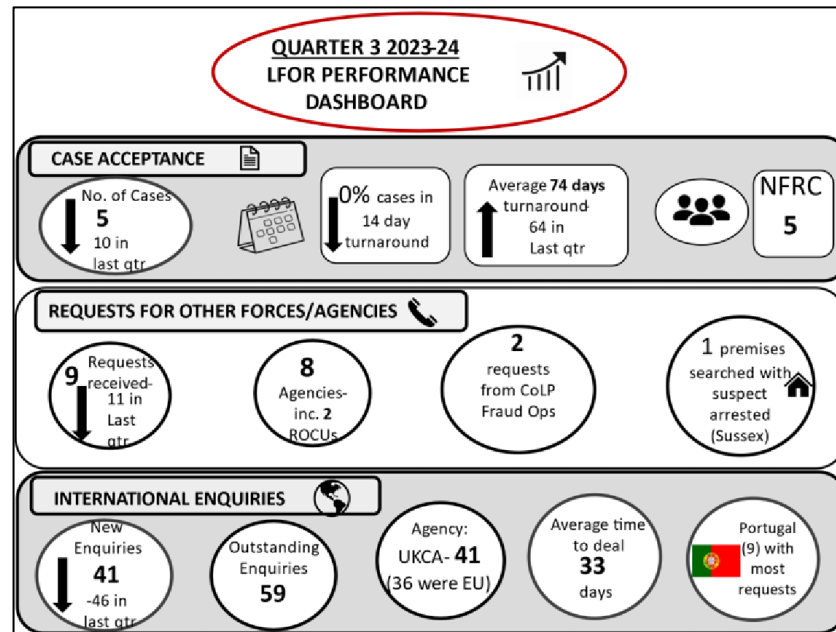 QUARTER 3 2023-24
LFOR PERFORMANCE
DASHBOARD
CASE ACCEPTANCE
No. of Cases
5
10 in
last qtr
0% cases in
14 day
turnaround
Average 74 days
turnaround-
64 in
Last qtr
NFRC
5
REQUESTS FOR OTHER FORCES/AGENCIES
9 Requests
received-
11 in
Last
qtr
8
Agencies-
inc. 2
ROCUs
2
requests
from CoLP
Fraud Ops
1 premises
searched with
suspect
arrested
(Sussex)
INTERNATIONAL ENQUIRIES
New
Enquiries
41
-46 in
last qtr
Outstanding
Enquiries
59
Agency:
UKCA- 41
(36 were EU)
Average time
to deal
33
days
Portugal
(9) with
most
requests